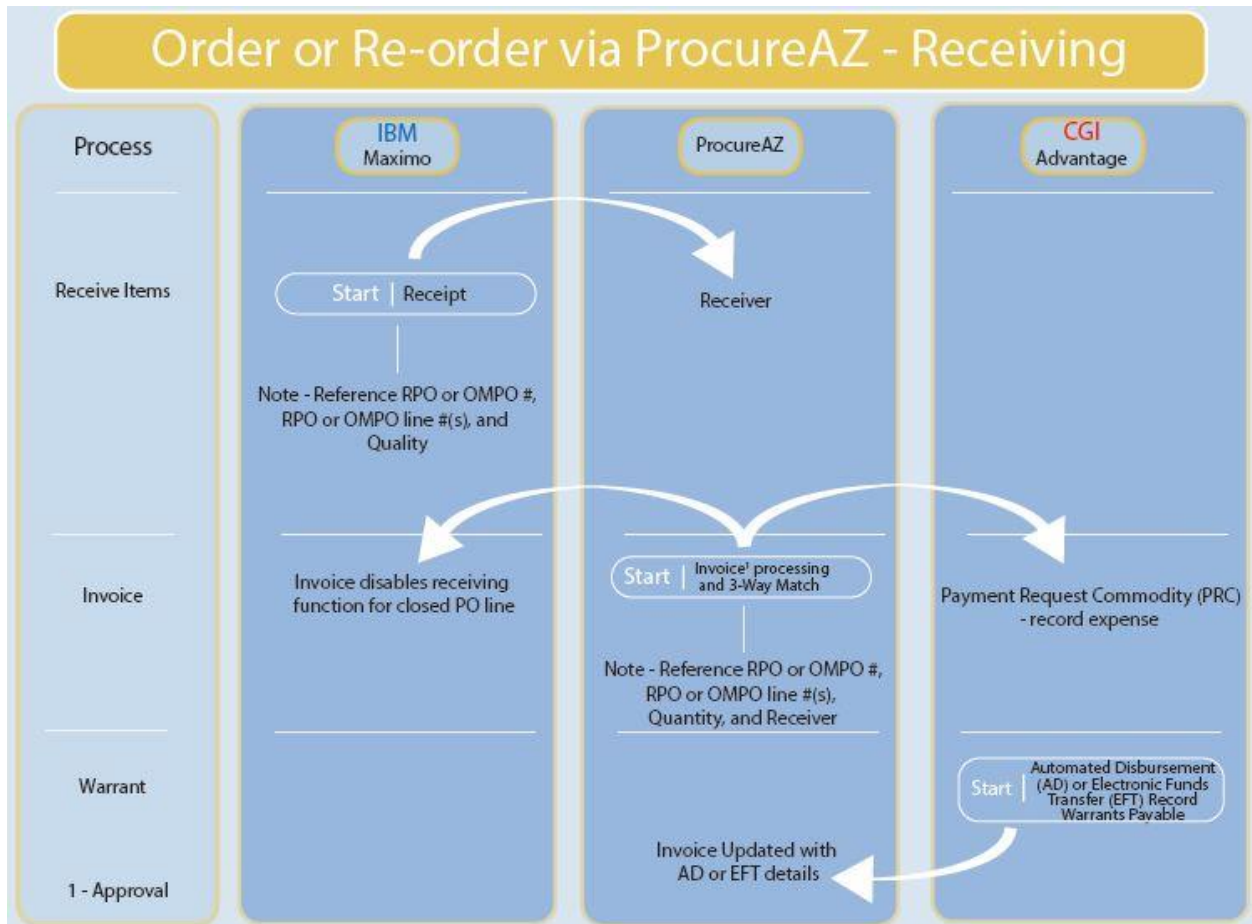 Order or Re-order via ProcureAZ - Receiving
Process
IBM
Maximo
ProcureAZ
CGI
Advantage
Receive Items
Start | Receipt
Receiver
Note - Reference RPO or OMPO #,
RPO or OMPO line #(s), and
Quality
Invoice
Invoice disables receiving
function for closed PO line
Start | Invoice¹ processing
and 3-Way Match
Payment Request Commodity (PRC)
- record expense
Note - Reference RPO or OMPO #,
RPO or OMPO line #(s),
Quantity, and Receiver
Warrant
Start |
Automated Disbursement
(AD) or Electronic Funds
Transfer (EFT) Record
Warrants Payable
Invoice Updated with
AD or EFT details
1 - Approval